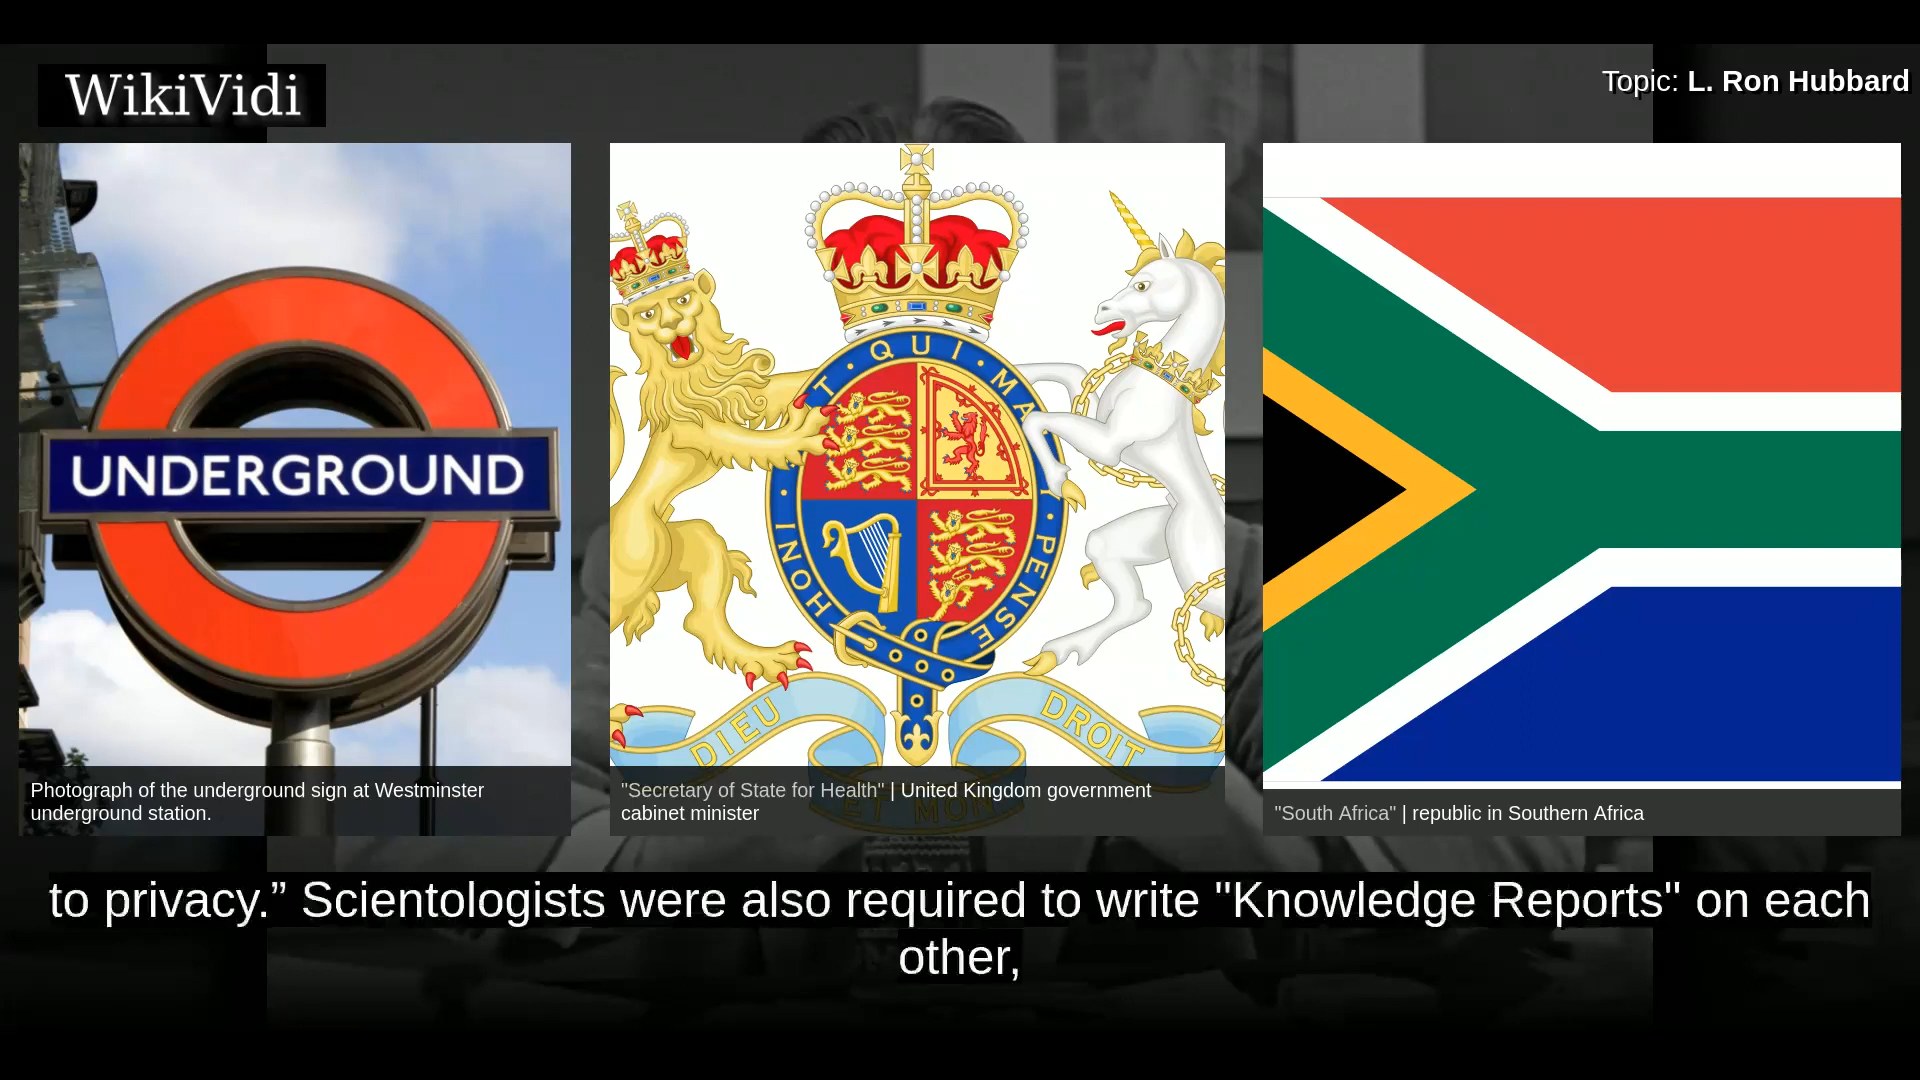 WikiVidi
Topic: L. Ron Hubbard
UNDERGROUND
HONI · SOIT · QUI · MAL · Y · PENSE
DIEU
DROIT
ET MON
Photograph of the underground sign at Westminster
underground station.
"Secretary of State for Health" | United Kingdom government
cabinet minister
"South Africa" | republic in Southern Africa
to privacy.” Scientologists were also required to write "Knowledge Reports" on each
other,